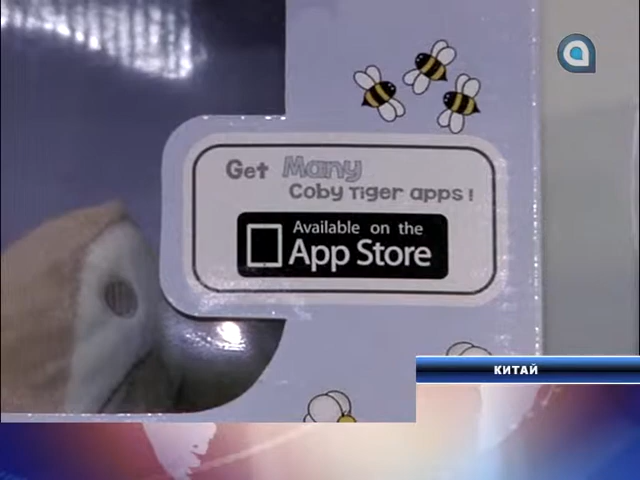 Get Many
Coby Tiger apps!
Available on the
App Store
КИТАЙ